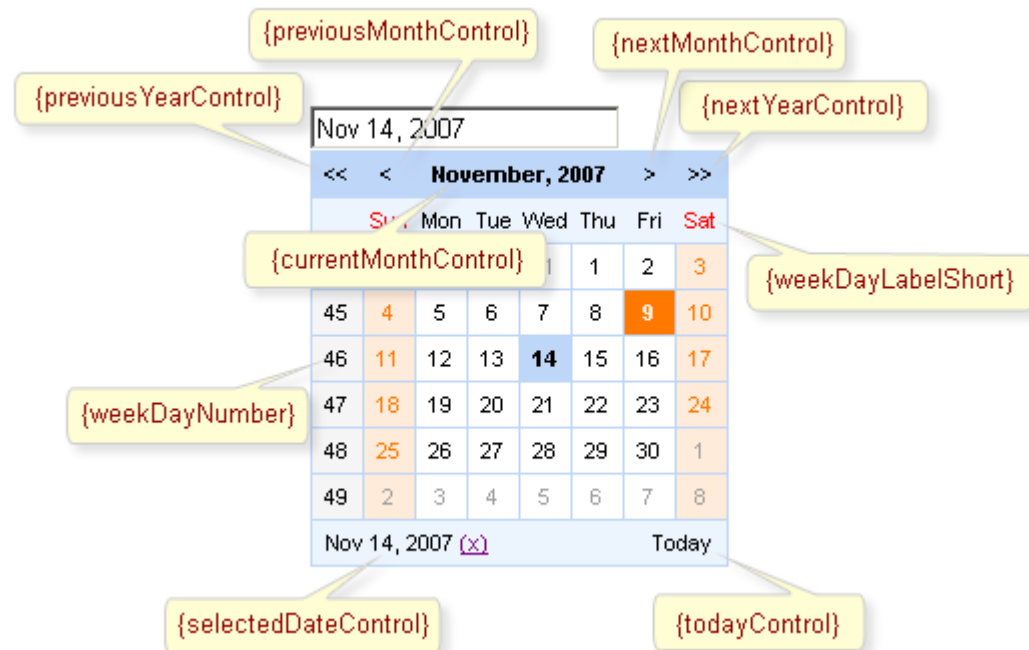 {previousMonthControl}
{nextMonthControl}
{previousYearControl}
{nextYearControl}
Nov 14, 2007
<< < November, 2007 > >>
Sun Mon Tue Wed Thu Fri Sat
{currentMonthControl}
1 2 3
{weekDayLabelShort}
45 4 5 6 7 8 9 10
46 11 12 13 14 15 16 17
{weekDayNumber}
47 18 19 20 21 22 23 24
48 25 26 27 28 29 30 1
49 2 3 4 5 6 7 8
Nov 14, 2007 (x) Today
{selectedDateControl}
{todayControl}